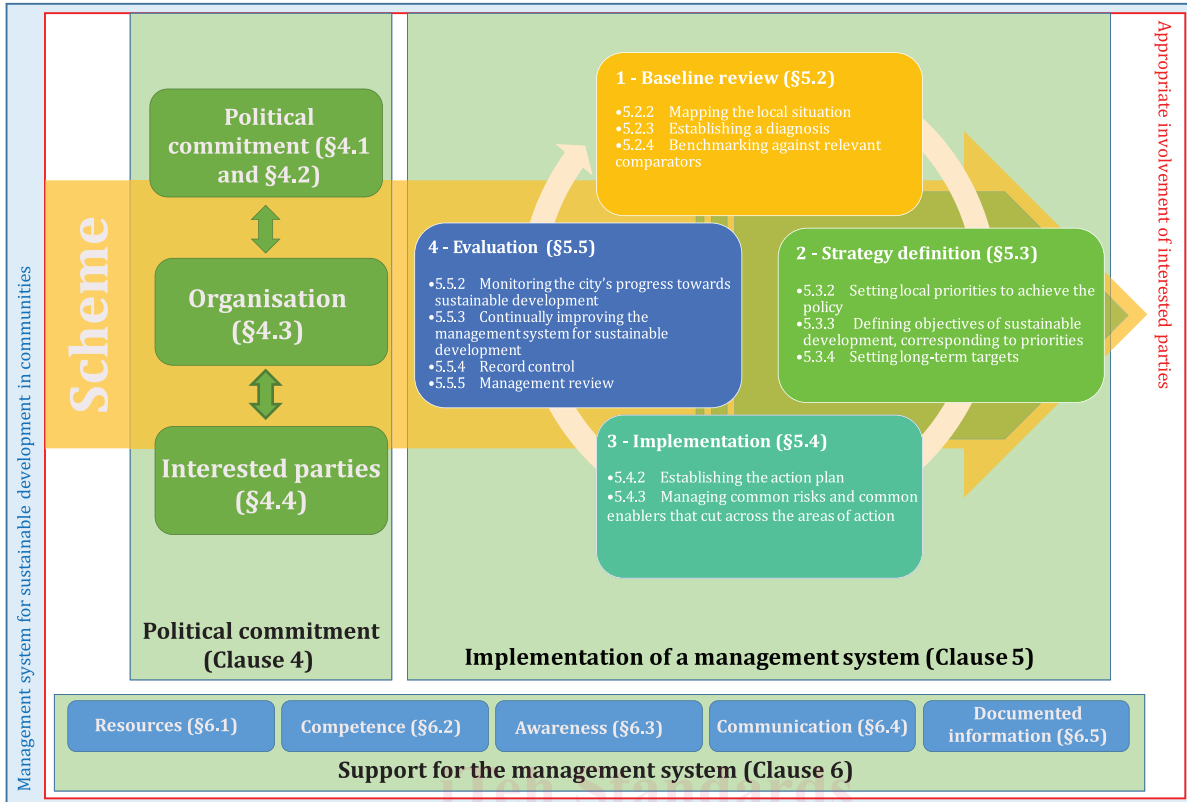 Management system for sustainable development in communities
Scheme
Political
commitment (§4.1
and §4.2)
Organisation
(§4.3)
Interested parties
(§4.4)
Political commitment
(Clause 4)
1 - Baseline review (§5.2)
•5.2.2 Mapping the local situation
•5.2.3 Establishing a diagnosis
•5.2.4 Benchmarking against relevant
comparators
2 - Strategy definition (§5.3)
•5.3.2 Setting local priorities to achieve the
policy
•5.3.3 Defining objectives of sustainable
development, corresponding to priorities
•5.3.4 Setting long-term targets
3 - Implementation (§5.4)
•5.4.2 Establishing the action plan
•5.4.3 Managing common risks and common
enablers that cut across the areas of action
4 - Evaluation (§5.5)
•5.5.2 Monitoring the city's progress towards
sustainable development
•5.5.3 Continually improving the
management system for sustainable
development
•5.5.4 Record control
•5.5.5 Management review
Implementation of a management system (Clause 5)
Appropriate involvement of interested parties
Resources (§6.1)
Competence (§6.2)
Awareness (§6.3)
Communication (§6.4)
Documented
information (§6.5)
Support for the management system (Clause 6)
iTeh Standards